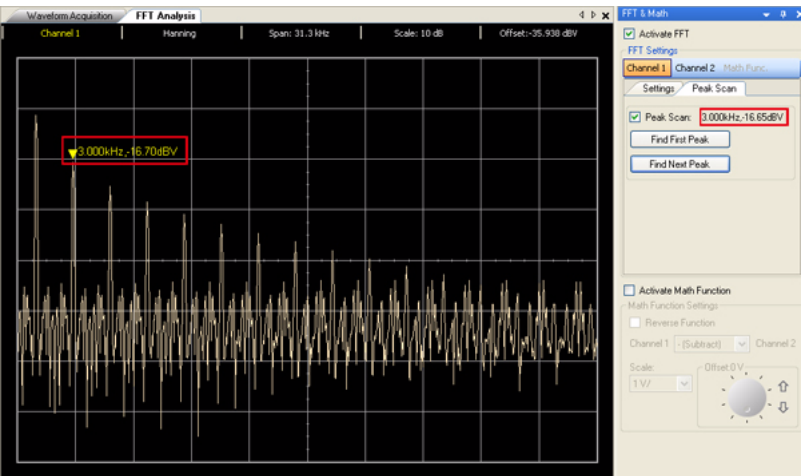 Waveform Acquisition FFT Analysis
Channel 1 Hanning Span: 31.3 kHz Scale: 10 dB Offset:-35.938 dBV
3.000kHz,-16.70dBV
FFT & Math
Activate FFT
FFT Settings
Channel 1 Channel 2 Math Func.
Settings Peak Scan
Peak Scan: 3.000kHz,-16.65dBV
Find First Peak
Find Next Peak
Activate Math Function
Math Function Settings
Reverse Function
Channel 1 - (Subtract) Channel 2
Scale: Offset:0 V
1 V/